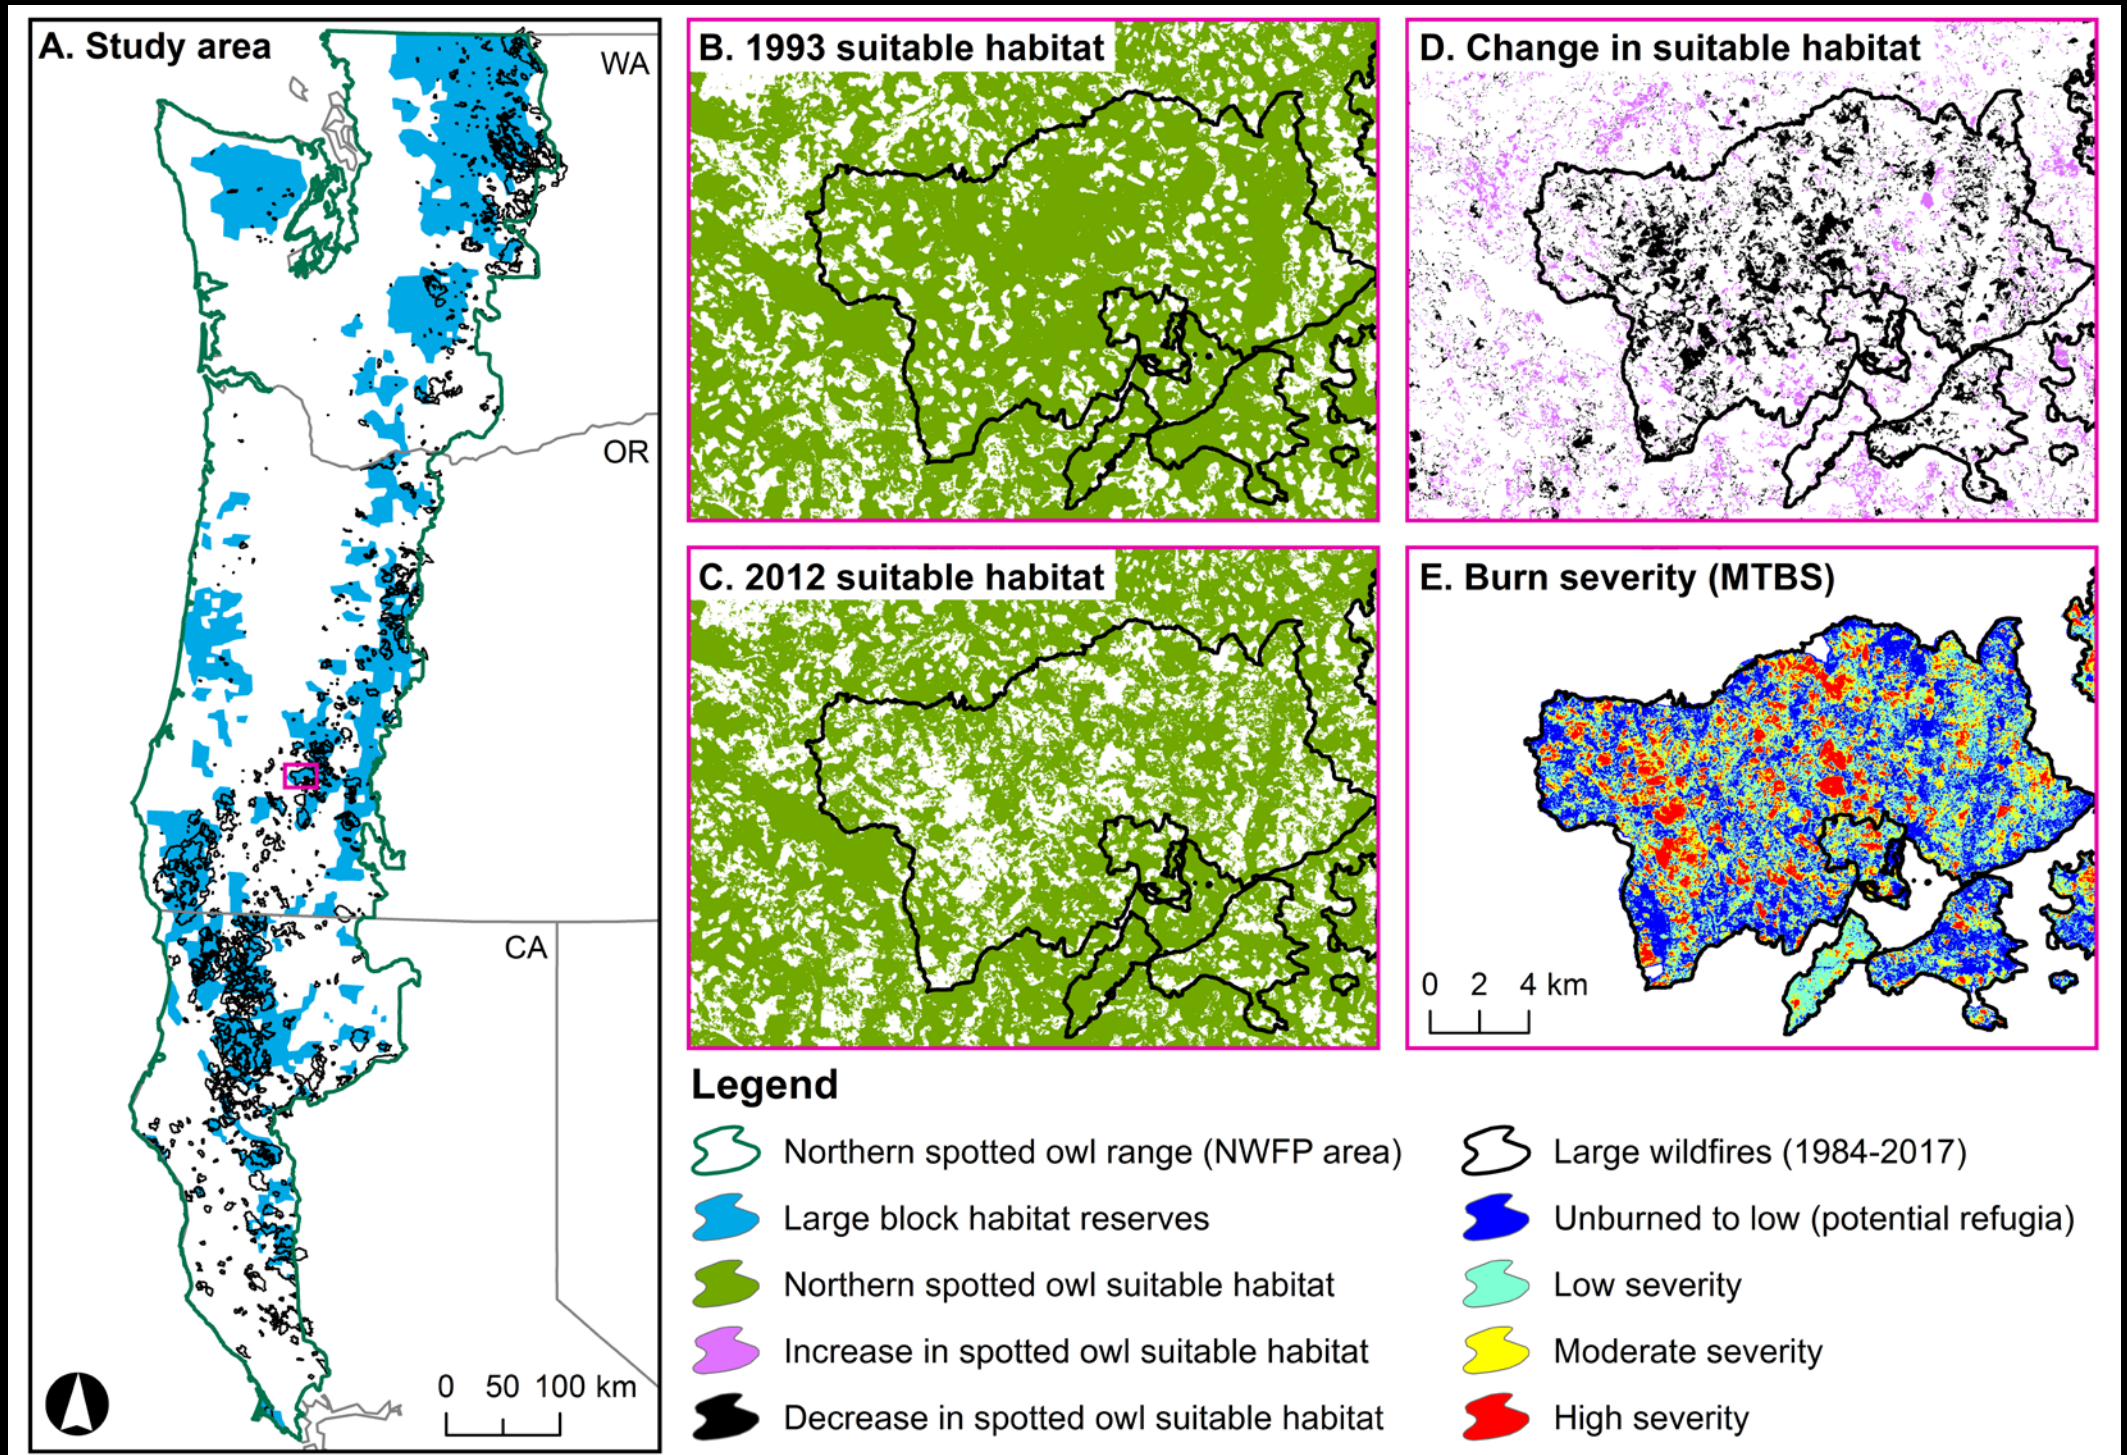 A. Study area
WA
OR
CA
0 50 100 km
B. 1993 suitable habitat
D. Change in suitable habitat
C. 2012 suitable habitat
E. Burn severity (MTBS)
0 2 4 km
Legend
Northern spotted owl range (NWFP area)
Large block habitat reserves
Northern spotted owl suitable habitat
Increase in spotted owl suitable habitat
Decrease in spotted owl suitable habitat
Large wildfires (1984-2017)
Unburned to low (potential refugia)
Low severity
Moderate severity
High severity